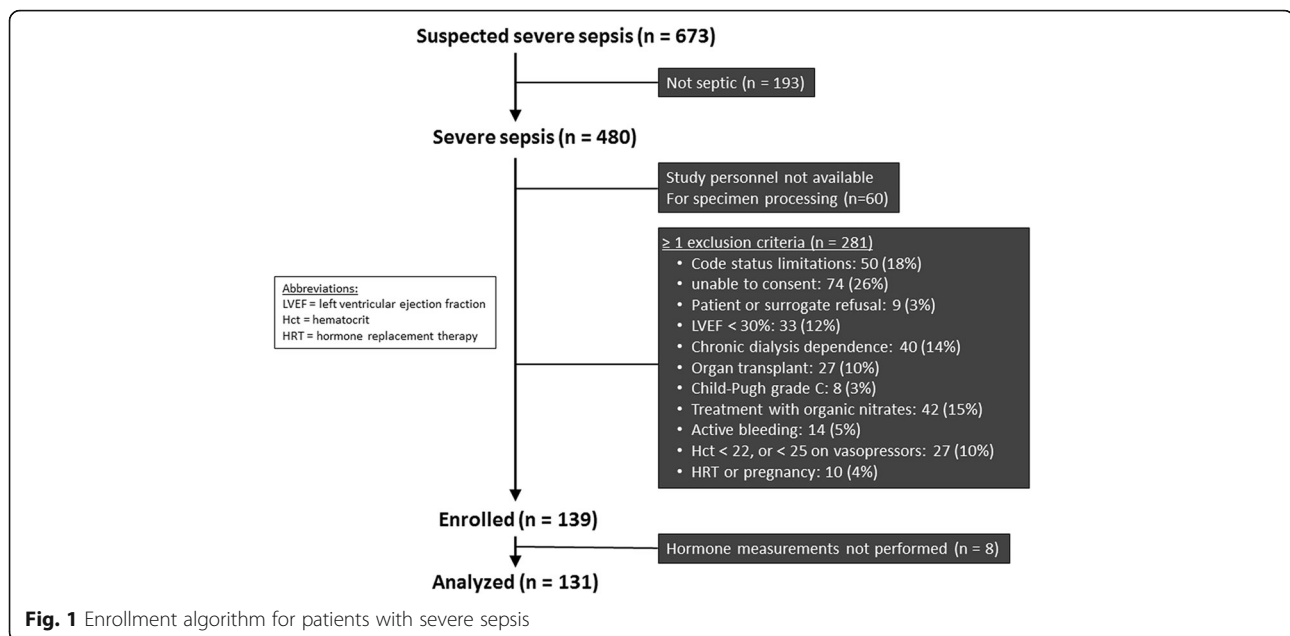 Suspected severe sepsis (n = 673)
Not septic (n = 193)
Severe sepsis (n = 480)
Study personnel not available
For specimen processing (n=60)
≥ 1 exclusion criteria (n = 281)
• Code status limitations: 50 (18%)
• unable to consent: 74 (26%)
• Patient or surrogate refusal: 9 (3%)
• LVEF < 30%: 33 (12%)
• Chronic dialysis dependence: 40 (14%)
• Organ transplant: 27 (10%)
• Child-Pugh grade C: 8 (3%)
• Treatment with organic nitrates: 42 (15%)
• Active bleeding: 14 (5%)
• Hct < 22, or < 25 on vasopressors: 27 (10%)
• HRT or pregnancy: 10 (4%)
Abbreviations:
LVEF = left ventricular ejection fraction
Hct = hematocrit
HRT = hormone replacement therapy
Enrolled (n = 139)
Hormone measurements not performed (n = 8)
Analyzed (n = 131)
Fig. 1 Enrollment algorithm for patients with severe sepsis